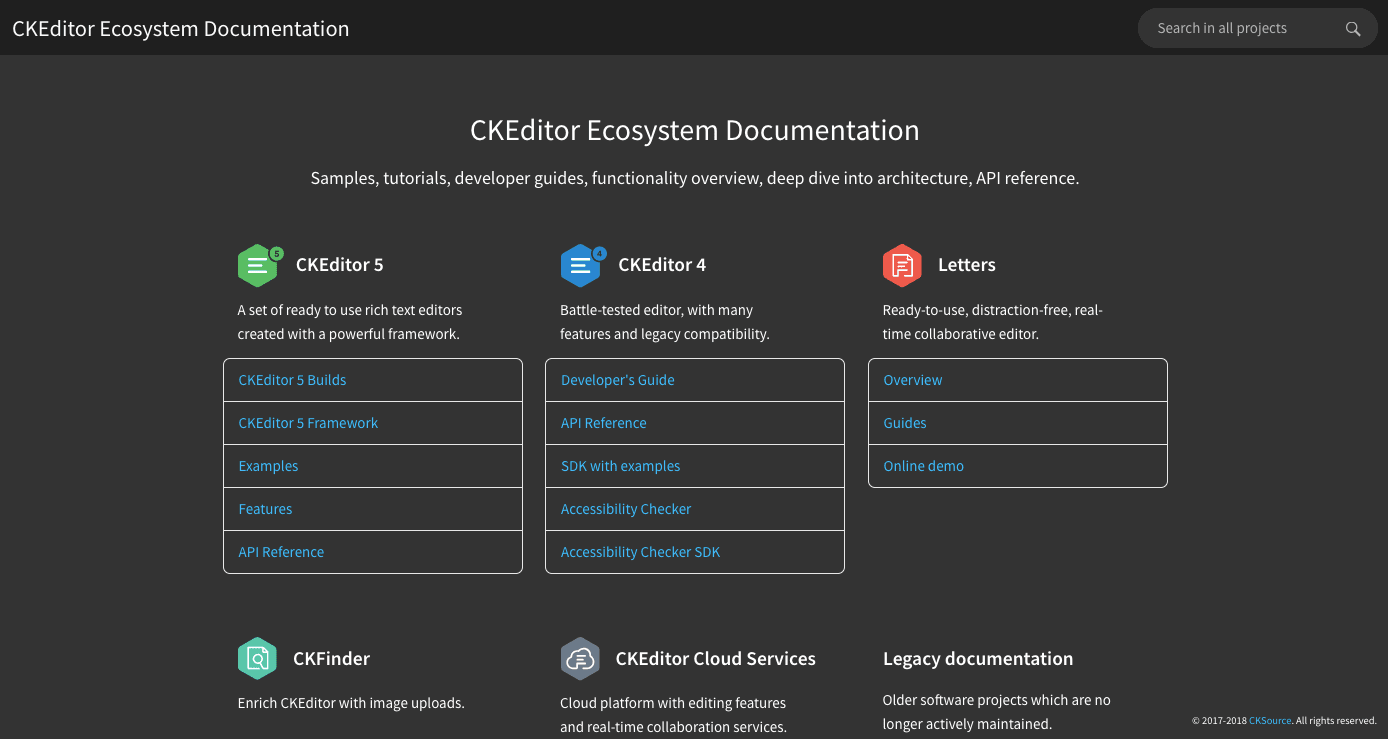 CKEditor Ecosystem Documentation
Search in all projects
CKEditor Ecosystem Documentation
Samples, tutorials, developer guides, functionality overview, deep dive into architecture, API reference.
5
CKEditor 5
A set of ready to use rich text editors
created with a powerful framework.
CKEditor 5 Builds
CKEditor 5 Framework
Examples
Features
API Reference
4
CKEditor 4
Battle-tested editor, with many
features and legacy compatibility.
Developer's Guide
API Reference
SDK with examples
Accessibility Checker
Accessibility Checker SDK
Letters
Ready-to-use, distraction-free, real-
time collaborative editor.
Overview
Guides
Online demo
CKFinder
Enrich CKEditor with image uploads.
CKEditor Cloud Services
Cloud platform with editing features
and real-time collaboration services.
Legacy documentation
Older software projects which are no
longer actively maintained.
© 2017-2018 CKSource. All rights reserved.